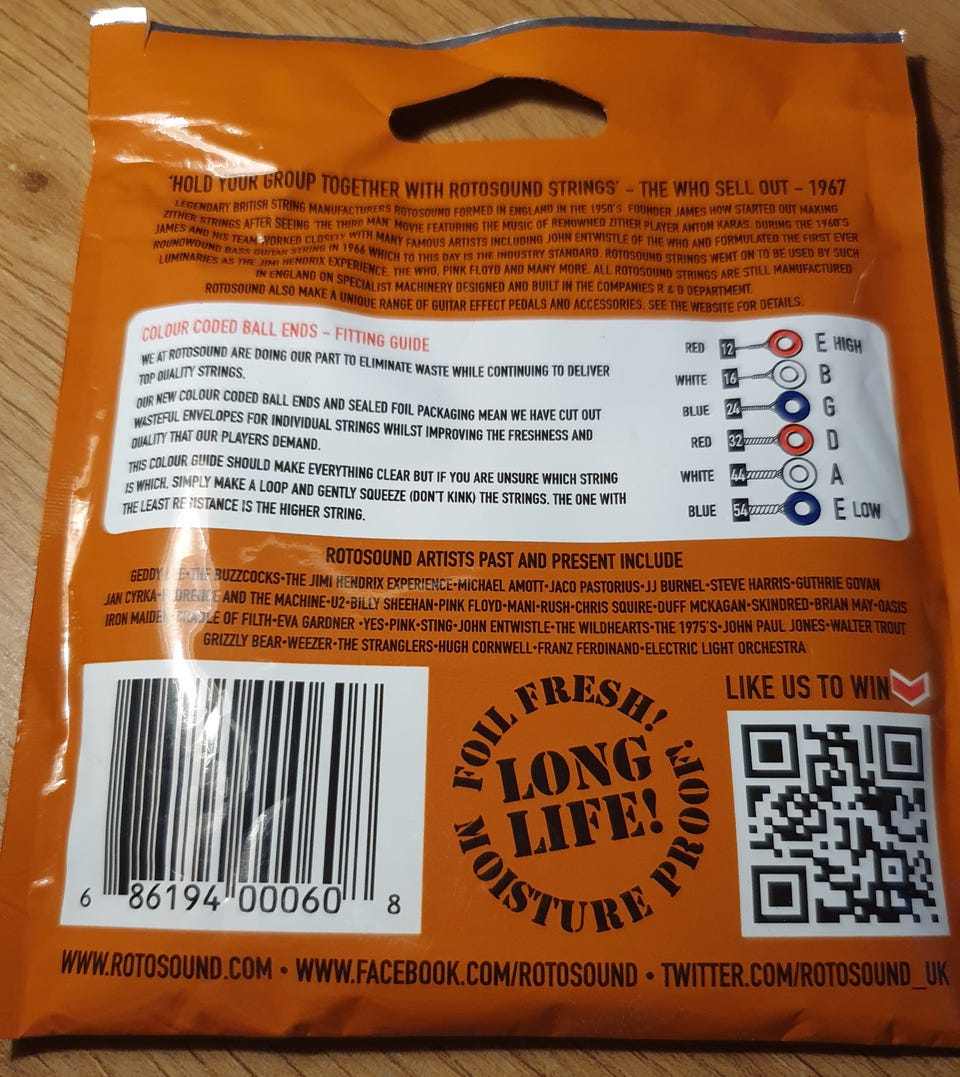 'HOLD YOUR GROUP TOGETHER WITH ROTOSOUND STRINGS' - THE WHO SELL OUT - 1967
LEGENDARY BRITISH STRING MANUFACTURERS ROTOSOUND FORMED IN ENGLAND IN THE 1950'S. FOUNDER JAMES HOW STARTED OUT MAKING
ZITHER STRINGS AFTER SEEING 'THE THIRD MAN' MOVIE FEATURING THE MUSIC OF RENOWNED ZITHER PLAYER ANTON KARAS. DURING THE 1960'S
JAMES AND HIS TEAM WORKED CLOSELY WITH MANY FAMOUS ARTISTS INCLUDING JOHN ENTWISTLE OF THE WHO AND FORMULATED THE FIRST EVER
ROUNDWOUND BASS GUITAR STRING IN 1966 WHICH TO THIS DAY IS THE INDUSTRY STANDARD. ROTOSOUND STRINGS WENT ON TO BE USED BY SUCH
LUMINARIES AS THE JIMI HENDRIX EXPERIENCE, THE WHO, PINK FLOYD AND MANY MORE. ALL ROTOSOUND STRINGS ARE STILL MANUFACTURED
IN ENGLAND ON SPECIALIST MACHINERY DESIGNED AND BUILT IN THE COMPANIES R & D DEPARTMENT.
ROTOSOUND ALSO MAKE A UNIQUE RANGE OF GUITAR EFFECT PEDALS AND ACCESSORIES. SEE THE WEBSITE FOR DETAILS.
COLOUR CODED BALL ENDS - FITTING GUIDE
WE AT ROTOSOUND ARE DOING OUR PART TO ELIMINATE WASTE WHILE CONTINUING TO DELIVER
TOP QUALITY STRINGS.
OUR NEW COLOUR CODED BALL ENDS AND SEALED FOIL PACKAGING MEAN WE HAVE CUT OUT
WASTEFUL ENVELOPES FOR INDIVIDUAL STRINGS WHILST IMPROVING THE FRESHNESS AND
QUALITY THAT OUR PLAYERS DEMAND.
THIS COLOUR GUIDE SHOULD MAKE EVERYTHING CLEAR BUT IF YOU ARE UNSURE WHICH STRING
IS WHICH, SIMPLY MAKE A LOOP AND GENTLY SQUEEZE (DON'T KINK) THE STRINGS. THE ONE WITH
THE LEAST RESISTANCE IS THE HIGHER STRING.
RED 12 E HIGH
WHITE 16 B
BLUE 24 G
RED 32 D
WHITE 44 A
BLUE 54 E LOW
ROTOSOUND ARTISTS PAST AND PRESENT INCLUDE
GEDDY LEE•THE BUZZCOCKS•THE JIMI HENDRIX EXPERIENCE•MICHAEL AMOTT•JACO PASTORIUS•JJ BURNEL•STEVE HARRIS•GUTHRIE GOVAN
JAN CYRKA•FLORENCE AND THE MACHINE•U2•BILLY SHEEHAN•PINK FLOYD•MANI•RUSH•CHRIS SQUIRE•DUFF MCKAGAN•SKINDRED•BRIAN MAY•OASIS
IRON MAIDEN•CRADLE OF FILTH•EVA GARDNER •YES•PINK•STING•JOHN ENTWISTLE•THE WILDHEARTS•THE 1975'S•JOHN PAUL JONES•WALTER TROUT
GRIZZLY BEAR•WEEZER•THE STRANGLERS•HUGH CORNWELL•FRANZ FERDINAND•ELECTRIC LIGHT ORCHESTRA
6 86194 00060 8
FOIL FRESH!
LONG
LIFE!
MOISTURE PROOF!
LIKE US TO WIN
WWW.ROTOSOUND.COM • WWW.FACEBOOK.COM/ROTOSOUND • TWITTER.COM/ROTOSOUND_UK